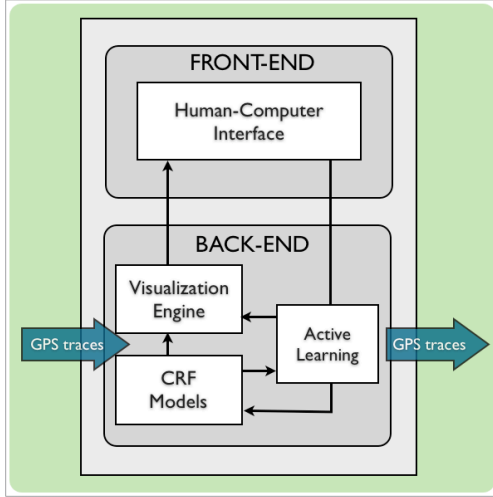 FRONT-END
Human-Computer
Interface
BACK-END
Visualization
Engine
GPS traces
Active
Learning
GPS traces
CRF
Models